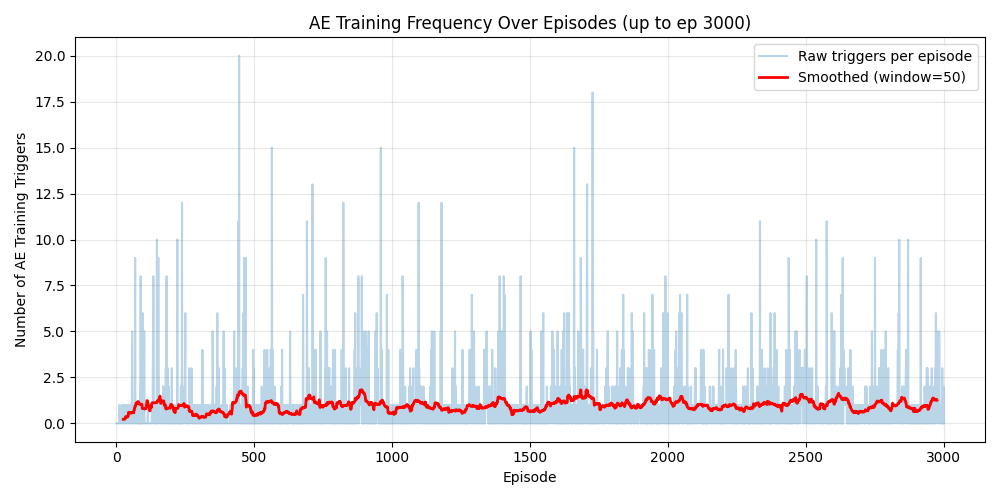 AE Training Frequency Over Episodes (up to ep 3000)
Raw triggers per episode
Smoothed (window=50)
Number of AE Training Triggers
20.0
17.5
15.0
12.5
10.0
7.5
5.0
2.5
0.0
0 500 1000 1500 2000 2500 3000
Episode